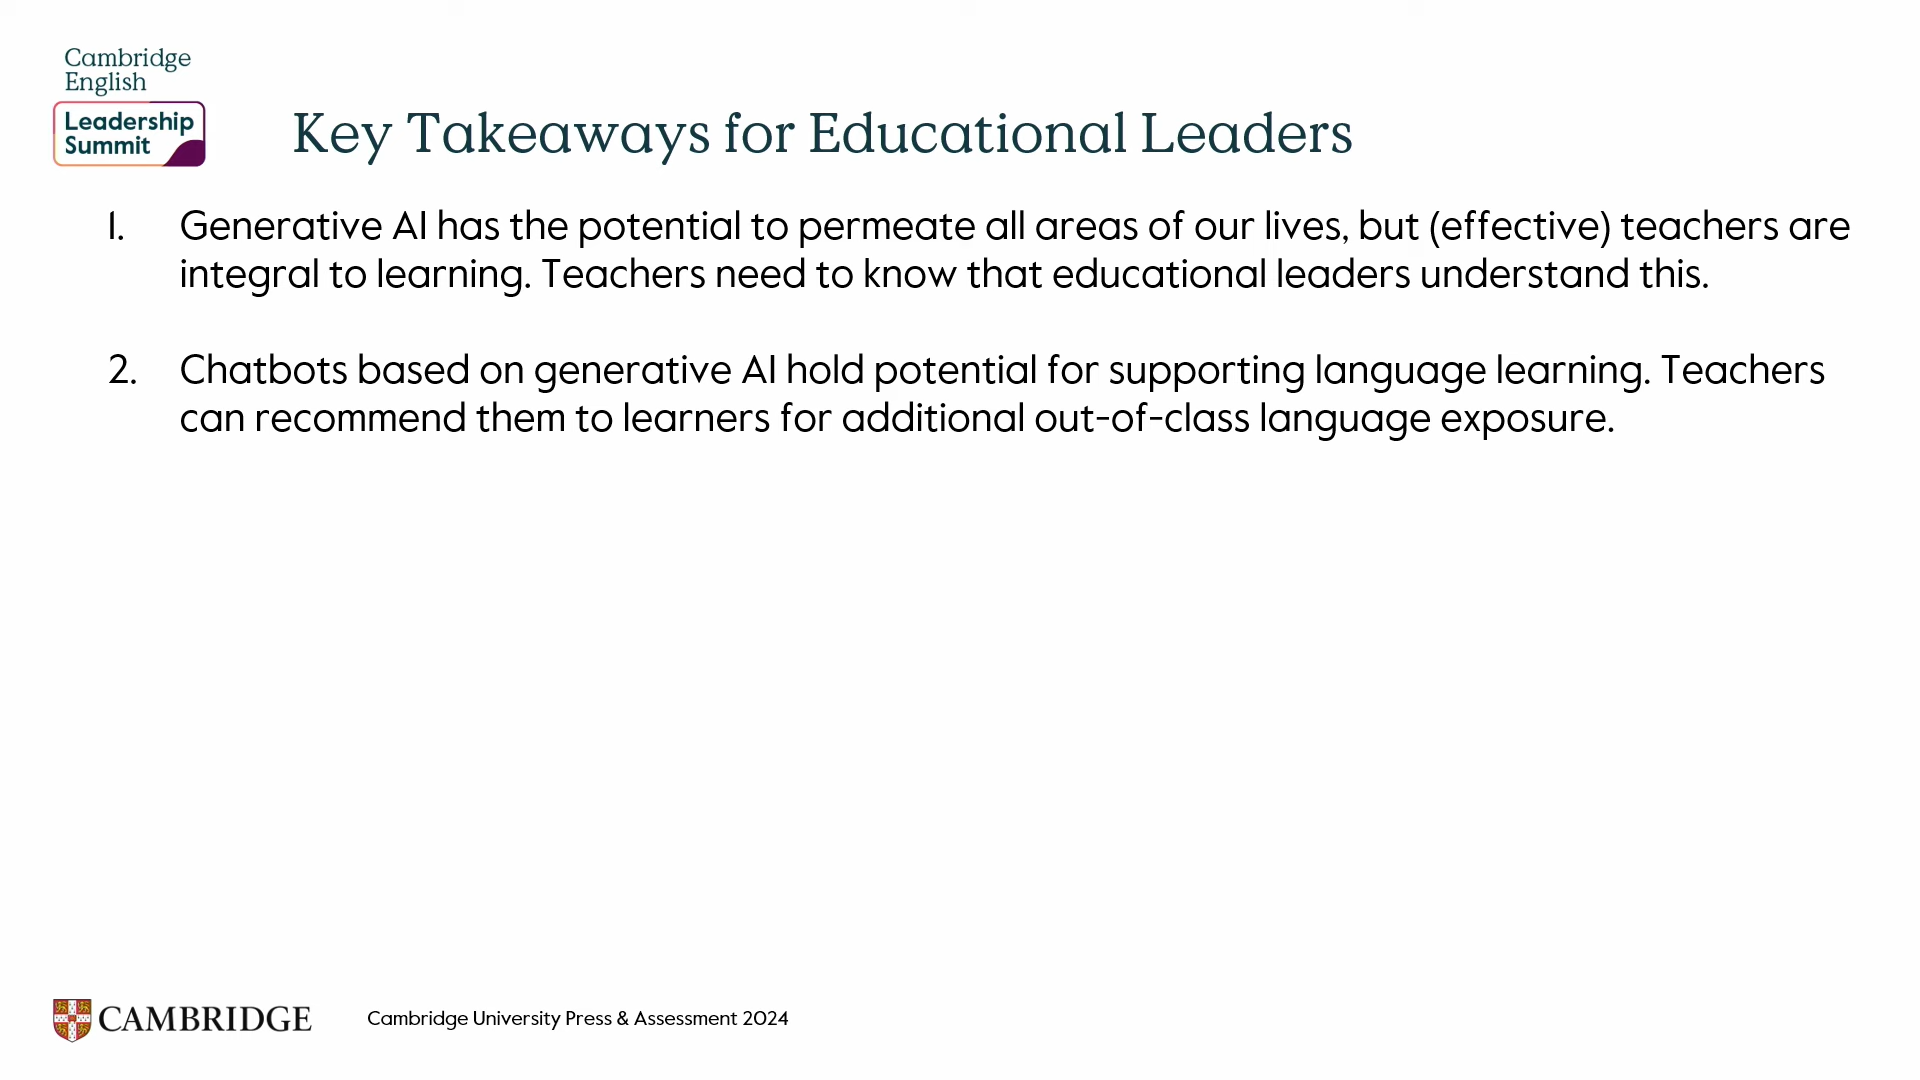 Cambridge
English
Leadership
Summit
Key Takeaways for Educational Leaders
1. Generative AI has the potential to permeate all areas of our lives, but (effective) teachers are
integral to learning. Teachers need to know that educational leaders understand this.
2. Chatbots based on generative AI hold potential for supporting language learning. Teachers
can recommend them to learners for additional out-of-class language exposure.
CAMBRIDGE
Cambridge University Press & Assessment 2024